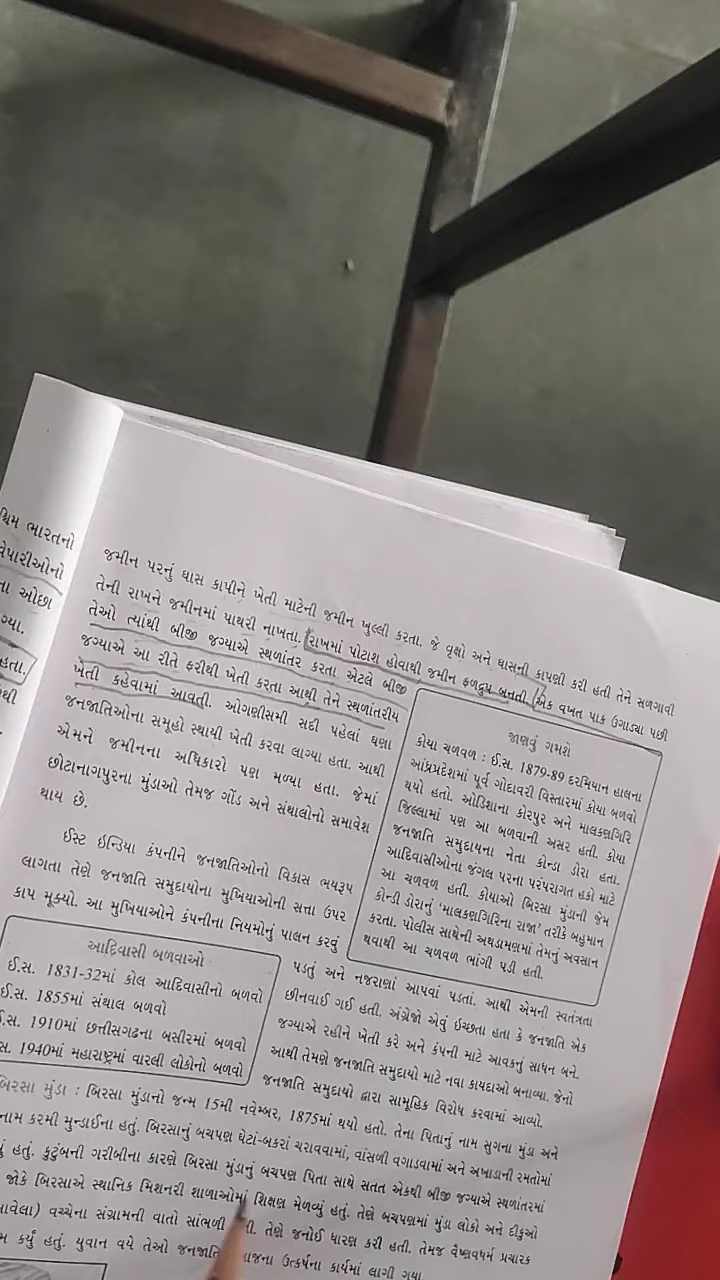 શ્ચિમ ભારતનો
વેપારીઓનો
ના ઓછા
ગ્યા.
હતા.
થી
જમીન પરનું ઘાસ કાપીને ખેતી માટેની જમીન ખુલ્લી કરતા. જે વૃક્ષો અને ઘાસની કાપણી કરી હતી તેને સળગાવી
તેની રાખને જમીનમાં પાથરી નાખતા. રાખમાં પોટાશ હોવાથી જમીન ફળદ્રુપ બનતી. એક વખત પાક ઉગાડ્યા પછી
તેઓ ત્યાંથી બીજી જગ્યાએ સ્થળાંતર કરતા એટલે બીજી
જગ્યાએ આ રીતે ફરીથી ખેતી કરતા આથી તેને સ્થળાંતરીય
ખેતી કહેવામાં આવતી. ઓગણીસમી સદી પહેલાં ઘણા
જનજાતિઓના સમૂહો સ્થાયી ખેતી કરવા લાગ્યા હતા. આથી
એમને જમીનના અધિકારો પણ મળ્યા હતા. જેમાં
છોટાનાગપુરના મુંડાઓ તેમજ ગોંડ અને સંથાલોનો સમાવેશ
થાય છે.
જાણવું ગમશે
કોયા ચળવળ : ઈ.સ. 1879-89 દરમિયાન હાલના
આંધ્રપ્રદેશમાં પૂર્વ ગોદાવરી વિસ્તારમાં કોયા બળવો
થયો હતો. ઓડિશાના કોરપુર અને માલકણગિરિ
જિલ્લામાં પણ આ બળવાની અસર હતી. કોયા
જનજાતિ સમુદાયના નેતા કોન્ડા ડોરા હતા.
આદિવાસીઓના જંગલ પરના પરંપરાગત હકો માટે
આ ચળવળ હતી. કોયાઓ બિરસા મુંડાની જેમ
કોન્ડી ડોરાનું 'માલકણગિરિના રાજા' તરીકે બહુમાન
કરતા. પોલીસ સાથેની અથડામણમાં તેમનું અવસાન
થવાથી આ ચળવળ ભાંગી પડી હતી.
ઈસ્ટ ઇન્ડિયા કંપનીને જનજાતિઓનો વિકાસ ભયરૂપ
લાગતા તેણે જનજાતિ સમુદાયોના મુખિયાઓની સત્તા ઉપર
કાપ મૂક્યો. આ મુખિયાઓને કંપનીના નિયમોનું પાલન કરવું
પડતું અને નજરાણાં આપવાં પડતાં. આથી એમની સ્વતંત્રતા
છીનવાઈ ગઈ હતી. અંગ્રેજો એવું ઇચ્છતા હતા કે જનજાતિ એક
જગ્યાએ રહીને ખેતી કરે અને કંપની માટે આવકનું સાધન બને.
આથી તેમણે જનજાતિ સમુદાયો માટે નવા કાયદાઓ બનાવ્યા. જેનો
જનજાતિ સમુદાયો દ્વારા સામૂહિક વિરોધ કરવામાં આવ્યો.
આદિવાસી બળવાઓ
ઈ.સ. 1831-32માં કોલ આદિવાસીનો બળવો
ઈ.સ. 1855માં સંથાલ બળવો
.સ. 1910માં છત્તીસગઢના બસીરમાં બળવો
સ. 1940માં મહારાષ્ટ્રમાં વારલી લોકોનો બળવો
બિરસા મુંડા : બિરસા મુંડાનો જન્મ 15મી નવેમ્બર, 1875માં થયો હતો. તેના પિતાનું નામ સુગના મુંડા અને
નામ કરમી મુન્ડાઈના હતું. બિરસાનું બચપણ ઘેટાં-બકરાં ચરાવવામાં, વાંસળી વગાડવામાં અને અખાડાની રમતોમાં
યું હતું. કુટુંબની ગરીબીના કારણે બિરસા મુંડાનું બચપણ પિતા સાથે સતત એકથી બીજી જગ્યાએ સ્થળાંતરમાં
જોકે બિરસાએ સ્થાનિક મિશનરી શાળાઓમાં શિક્ષણ મેળવ્યું હતું. તેણે બચપણમાં મુંડા લોકો અને દીકુઓ
આવેલા) વચ્ચેના સંગ્રામની વાતો સાંભળી તી. તેણે જનોઈ ધારણ કરી હતી. તેમજ વૈષ્ણવધર્મ પ્રચારક
મ કર્યું હતું. યુવાન વયે તેઓ જનજાતિ ાજના ઉત્કર્ષના કાર્યમાં લાગી ગયા